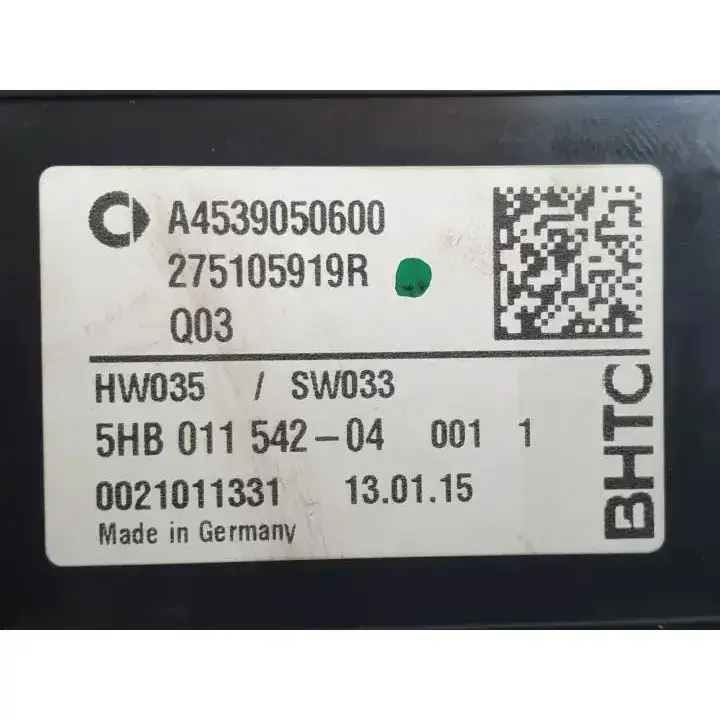 A4539050600
275105919R
Q03
HW035 / SW033
5HB 011 542-04 001 1
0021011331 13.01.15
Made in Germany
BHTC